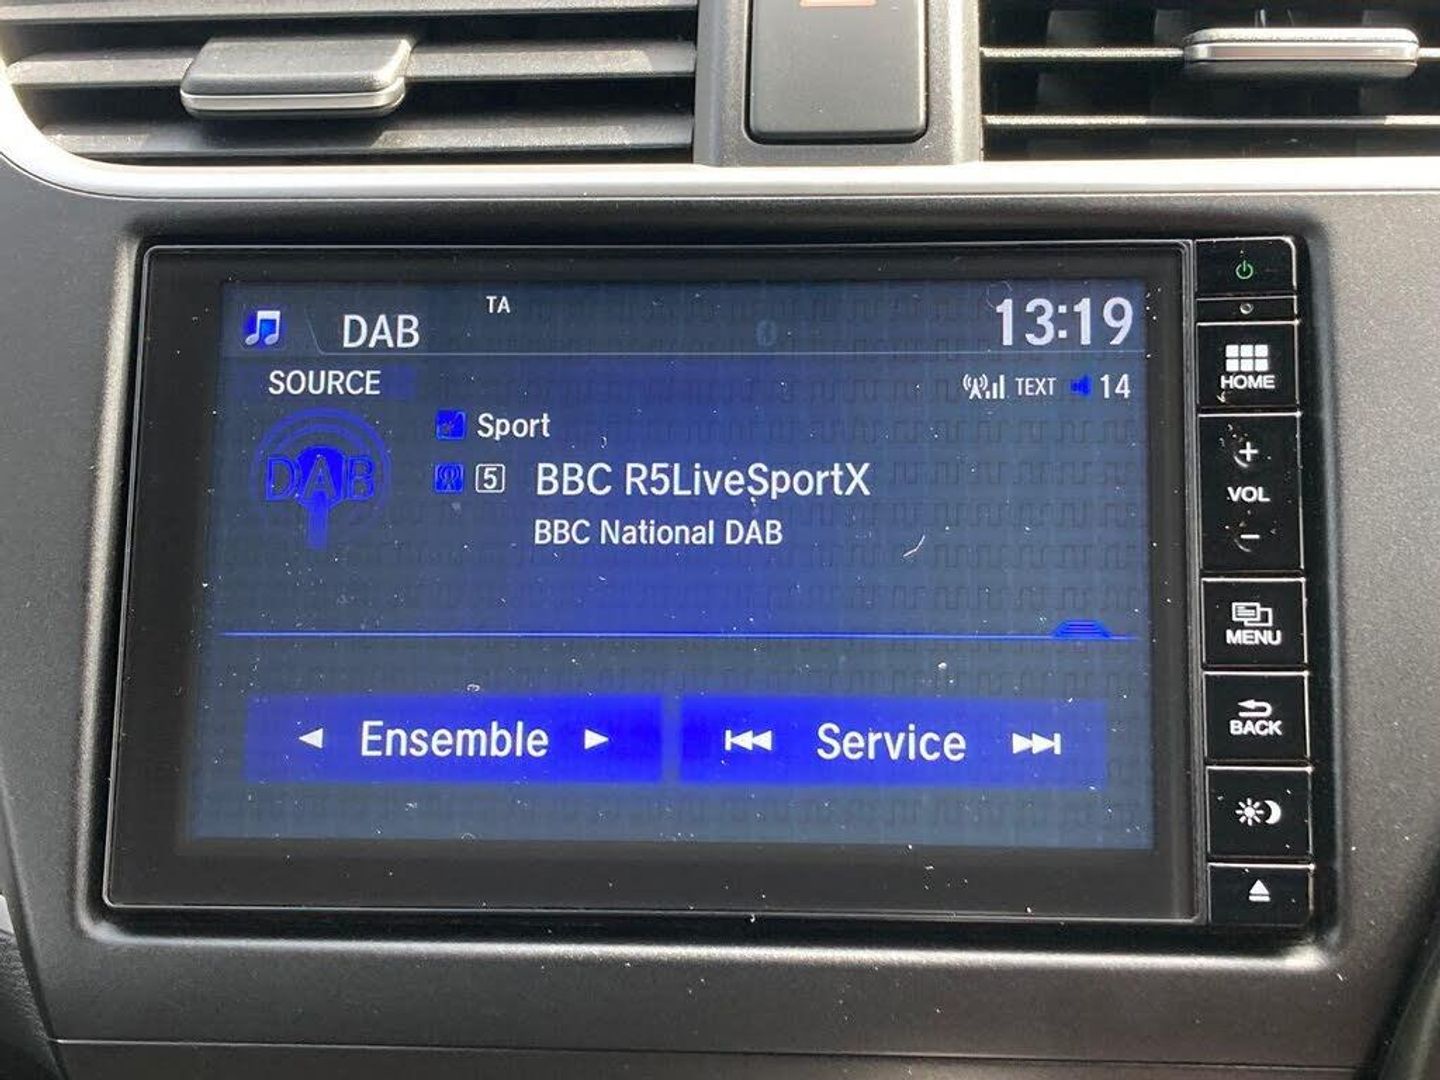 DAB
TA
13:19
SOURCE
TEXT
14
Sport
DAB
5
BBC R5LiveSportX
BBC National DAB
Ensemble
Service
HOME
+
VOL
-
MENU
BACK